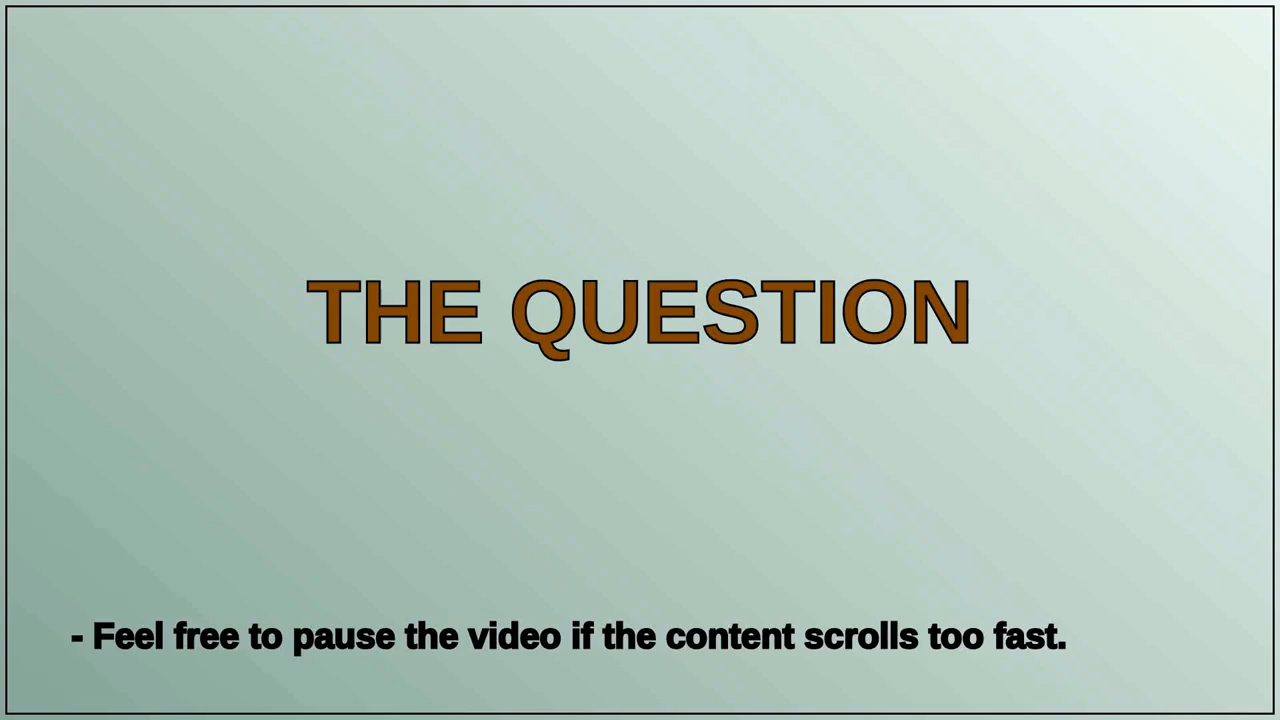 THE QUESTION
- Feel free to pause the video if the content scrolls too fast.